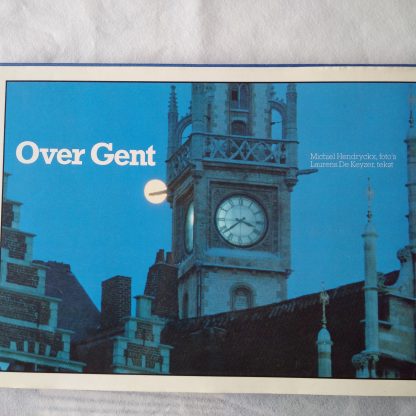 Over Gent
Michiel Hendryckx, foto's
Laurens De Keyzer, tekst